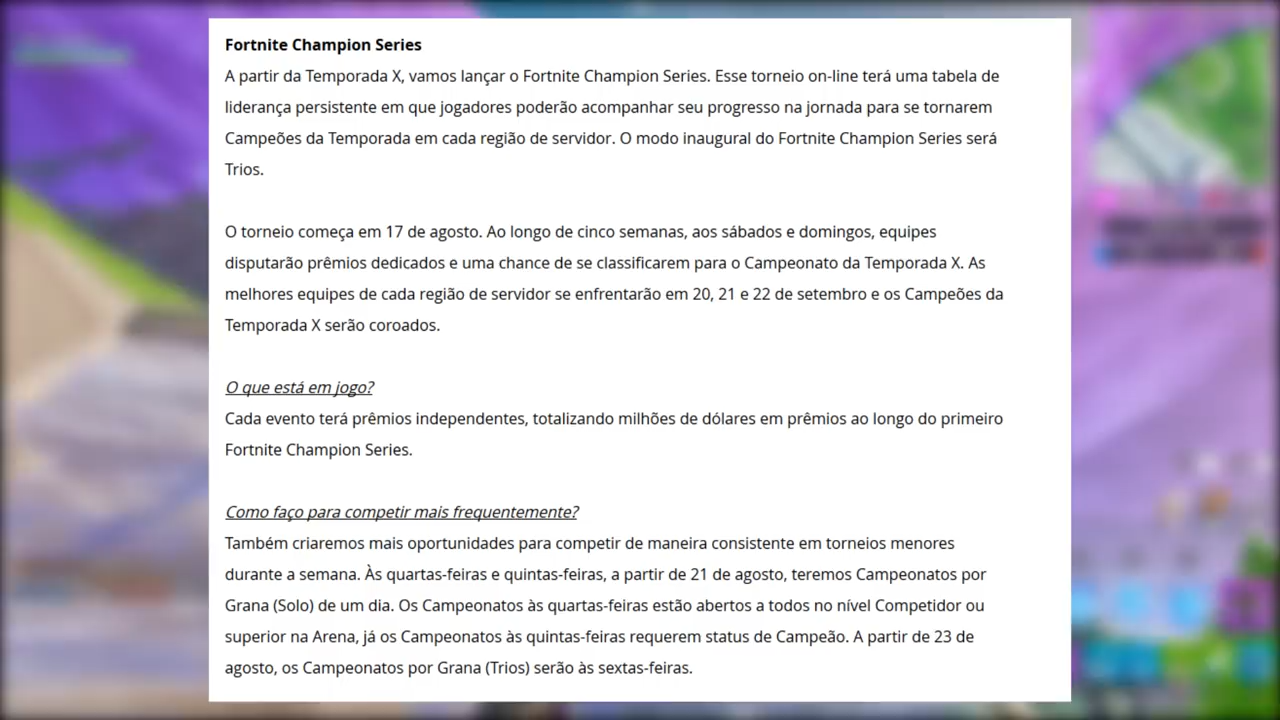 Fortnite Champion Series
A partir da Temporada X, vamos lançar o Fortnite Champion Series. Esse torneio on-line terá uma tabela de
liderança persistente em que jogadores poderão acompanhar seu progresso na jornada para se tornarem
Campeões da Temporada em cada região de servidor. O modo inaugural do Fortnite Champion Series será
Trios.
O torneio começa em 17 de agosto. Ao longo de cinco semanas, aos sábados e domingos, equipes
disputarão prêmios dedicados e uma chance de se classificarem para o Campeonato da Temporada X. As
melhores equipes de cada região de servidor se enfrentarão em 20, 21 e 22 de setembro e os Campeões da
Temporada X serão coroados.
O que está em jogo?
Cada evento terá prêmios independentes, totalizando milhões de dólares em prêmios ao longo do primeiro
Fortnite Champion Series.
Como faço para competir mais frequentemente?
Também criaremos mais oportunidades para competir de maneira consistente em torneios menores
durante a semana. Às quartas-feiras e quintas-feiras, a partir de 21 de agosto, teremos Campeonatos por
Grana (Solo) de um dia. Os Campeonatos às quartas-feiras estão abertos a todos no nível Competidor ou
superior na Arena, já os Campeonatos às quintas-feiras requerem status de Campeão. A partir de 23 de
agosto, os Campeonatos por Grana (Trios) serão às sextas-feiras.